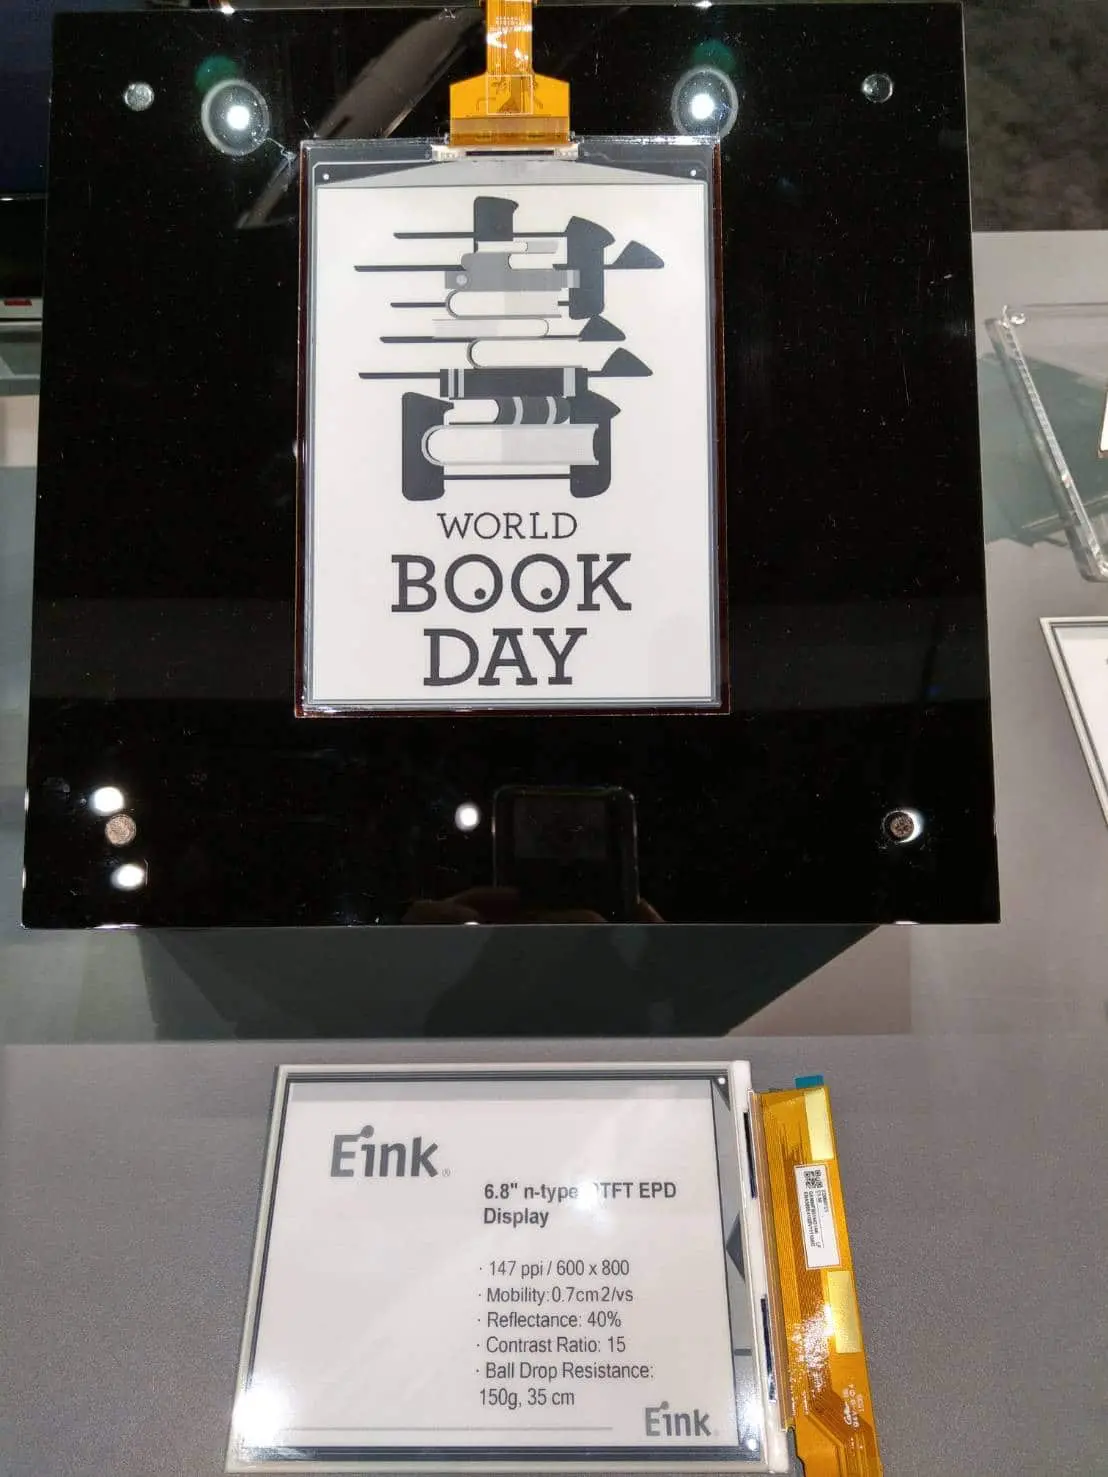 WORLD
BOOK
DAY
Eink®
6.8" n-type TFT EPD
Display
· 147 ppi / 600 x 800
· Mobility:0.7cm2/vs
· Reflectance: 40%
· Contrast Ratio: 15
· Ball Drop Resistance:
150g, 35 cm
Eink